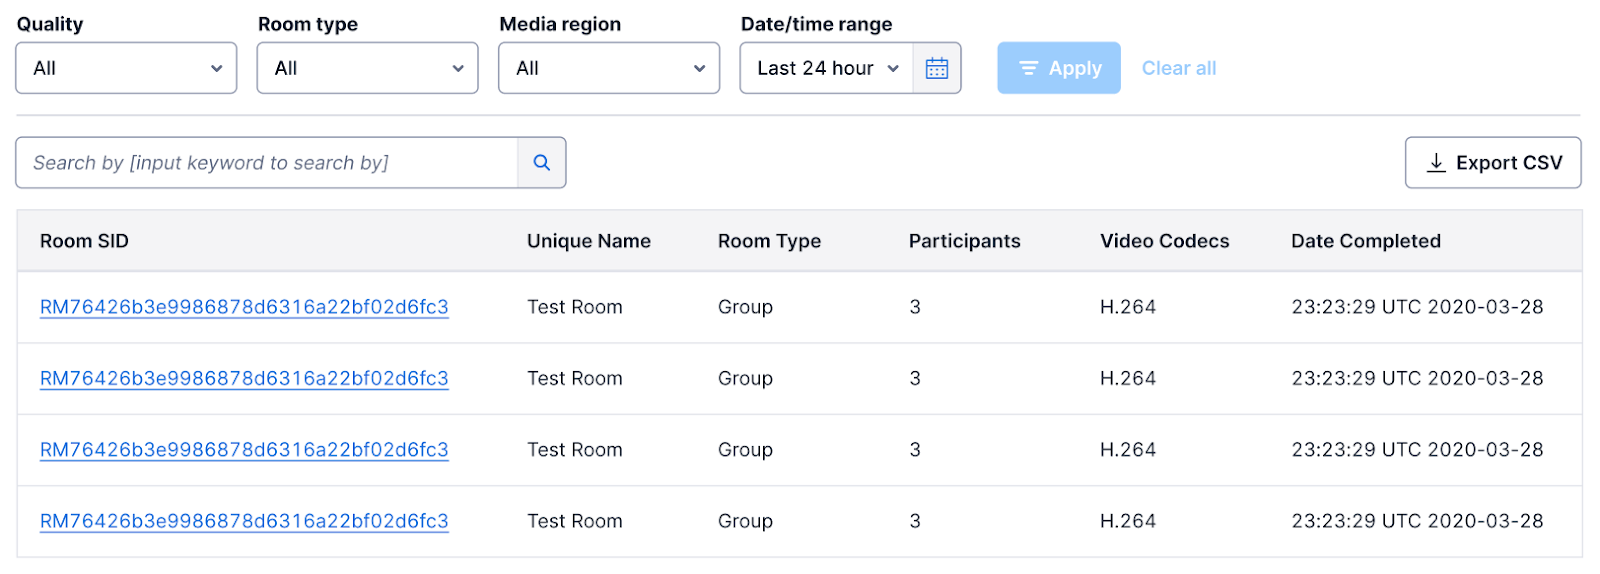 Quality Room type Media region Date/time range
All All All Last 24 hour Apply Clear all
Search by [input keyword to search by] Export CSV
Room SID Unique Name Room Type Participants Video Codecs Date Completed
RM76426b3e9986878d6316a22bf02d6fc3 Test Room Group 3 H.264 23:23:29 UTC 2020-03-28
RM76426b3e9986878d6316a22bf02d6fc3 Test Room Group 3 H.264 23:23:29 UTC 2020-03-28
RM76426b3e9986878d6316a22bf02d6fc3 Test Room Group 3 H.264 23:23:29 UTC 2020-03-28
RM76426b3e9986878d6316a22bf02d6fc3 Test Room Group 3 H.264 23:23:29 UTC 2020-03-28